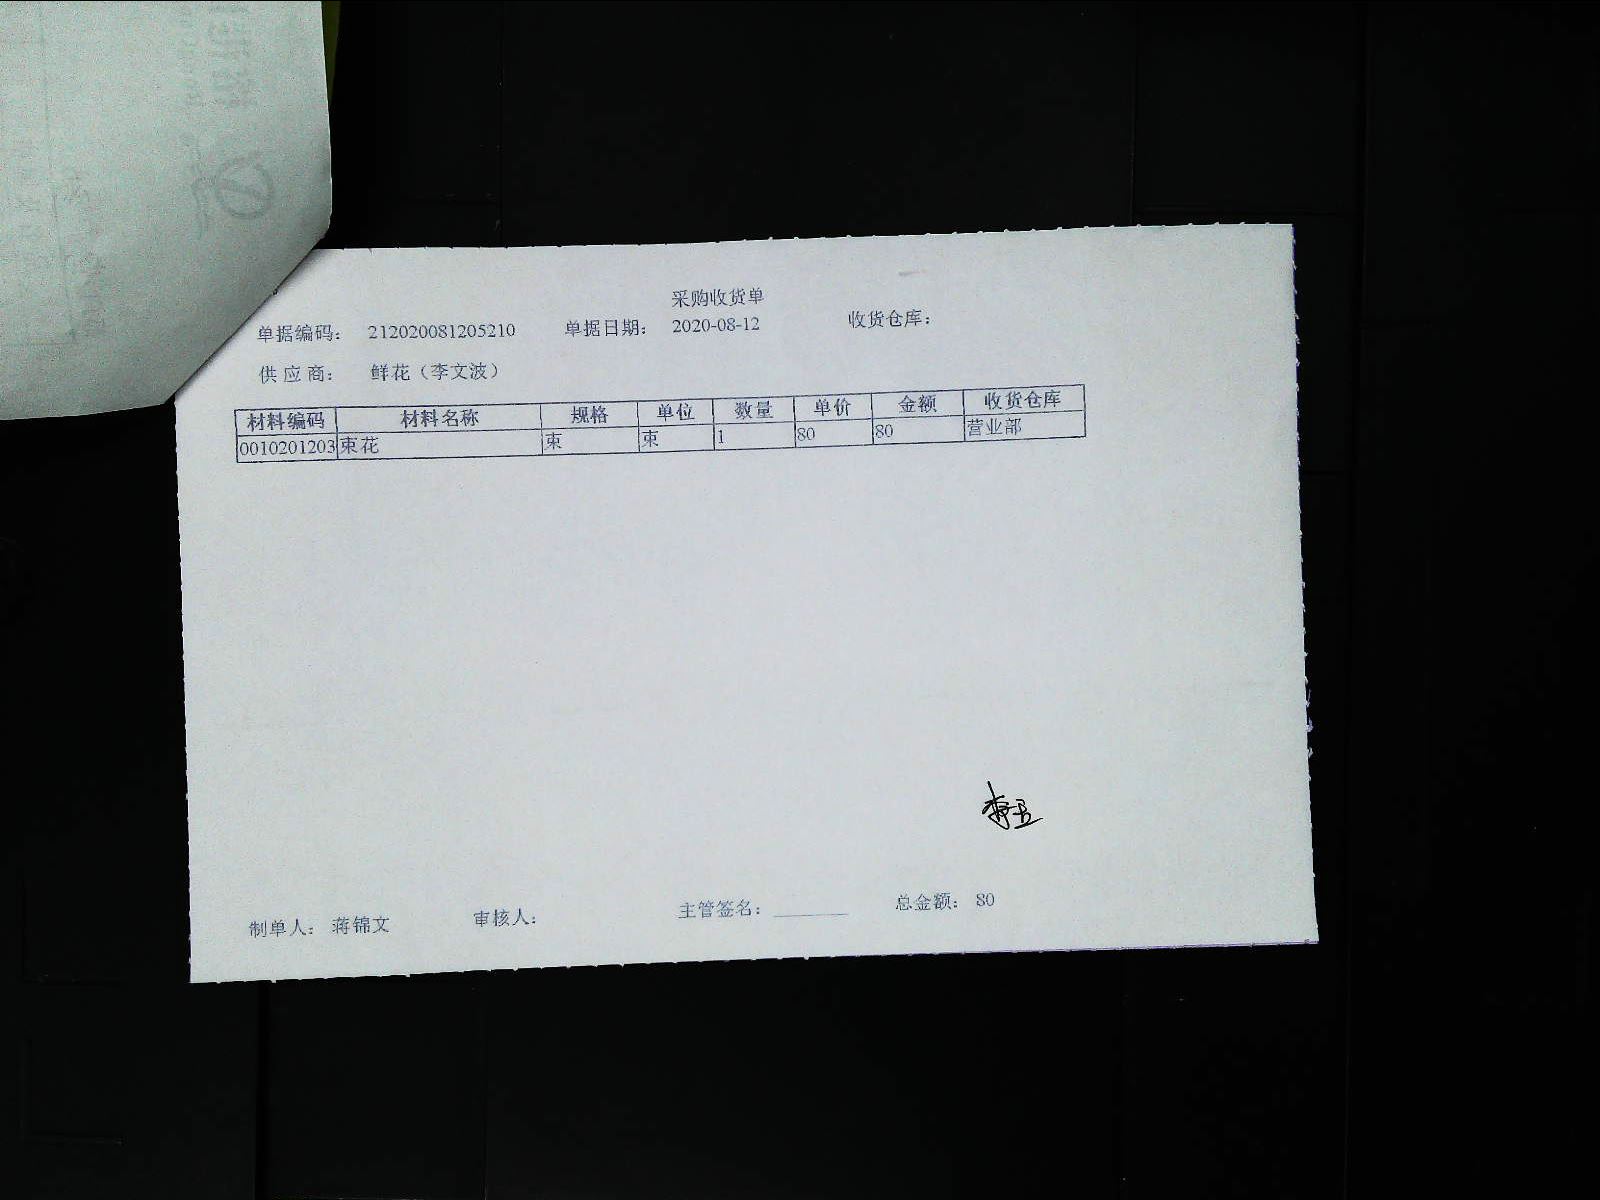 采购收货单
单据编码： 212020081205210 单据日期： 2020-08-12 收货仓库：
供应商： 鲜花（李文波）
材料编码 材料名称 规格 单位 数量 单价 金额 收货仓库
0010201203 束花 束 束 1 80 80 营业部
制单人： 蒋锦文 审核人： 主管签名： 总金额： 80